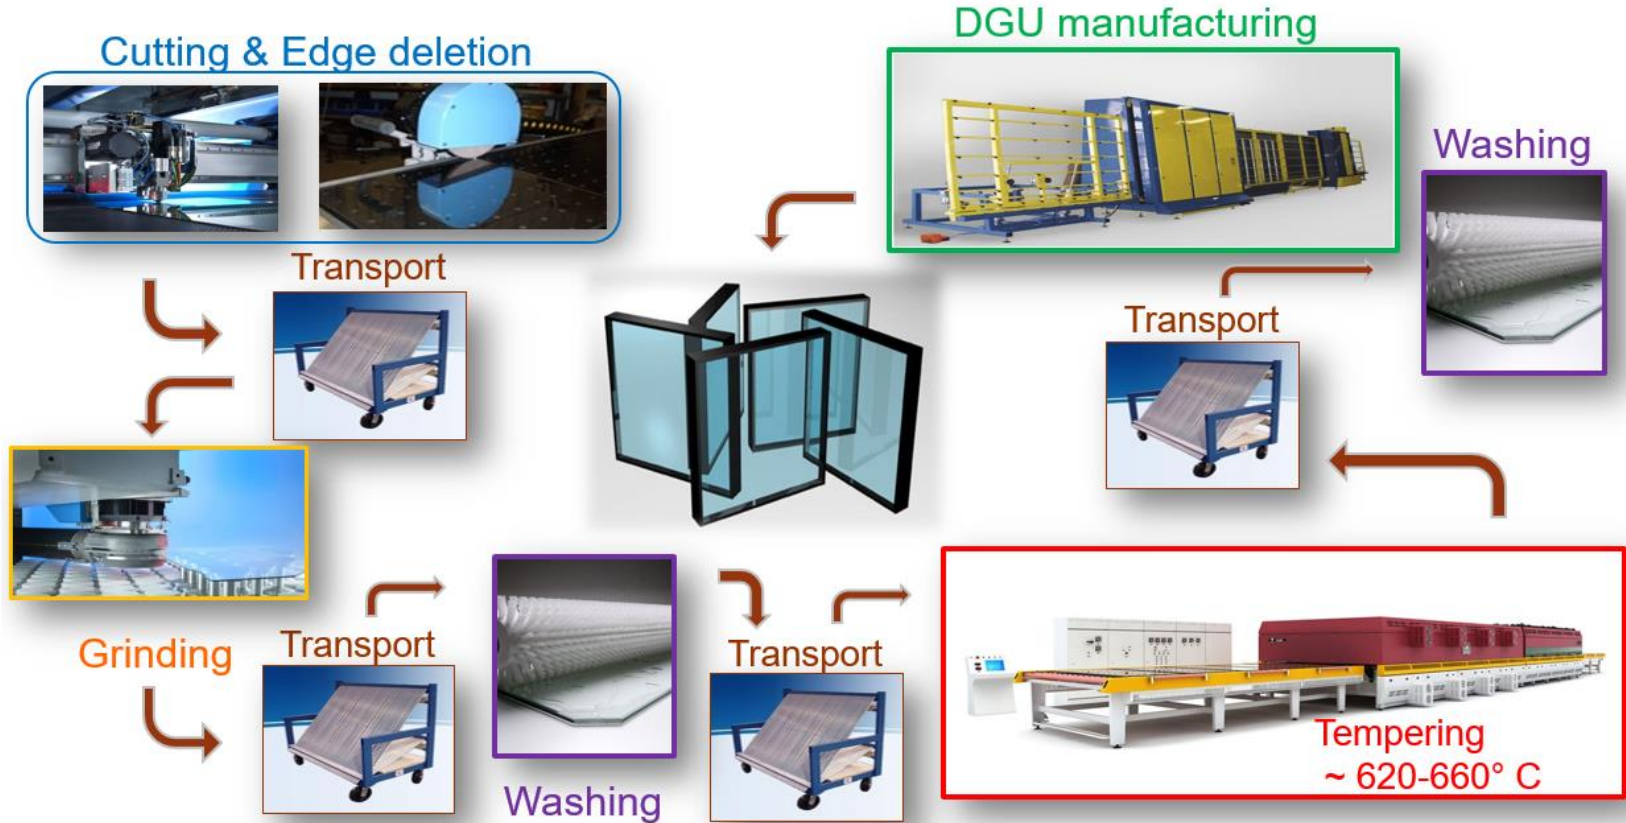 Cutting & Edge deletion
DGU manufacturing
Washing
Transport
Transport
Grinding
Transport
Washing
Transport
Tempering
~ 620-660° C